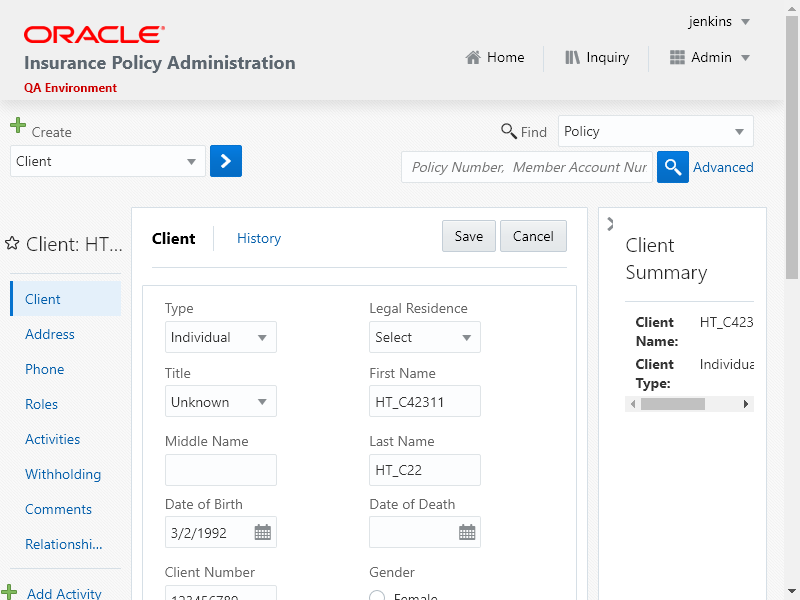 jenkins
ORACLE
Insurance Policy Administration
QA Environment
Home
Inquiry
Admin
Create
Client
Find
Policy
Policy Number, Member Account Nur
Advanced
Client: HT...
Client
Address
Phone
Roles
Activities
Withholding
Comments
Relationshi...
Add Activity
Client
History
Save
Cancel
Type
Legal Residence
Individual
Select
Title
First Name
Unknown
HT_C42311
Middle Name
Last Name
HT_C22
Date of Birth
Date of Death
3/2/1992
Client Number
Gender
123456789
Female
Client
Summary
Client Name:
HT_C423
Client Type:
Individua